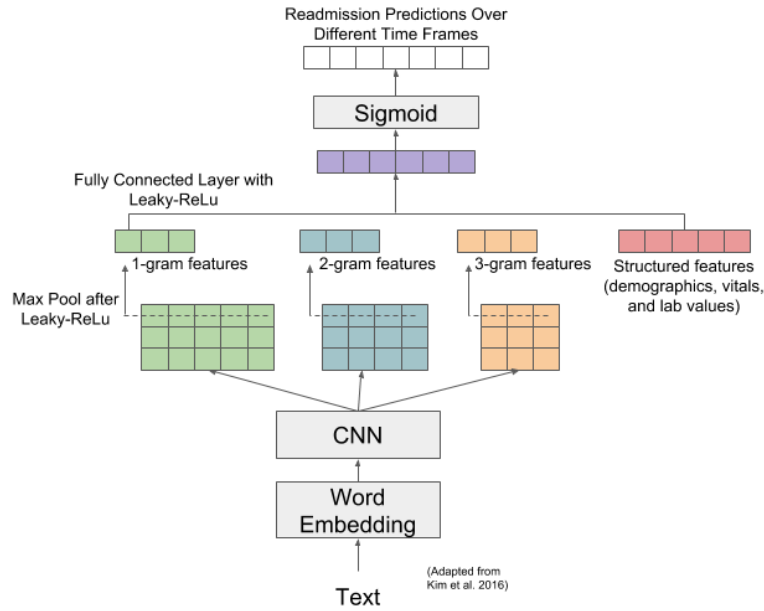 Readmission Predictions Over
Different Time Frames
Sigmoid
Fully Connected Layer with
Leaky-ReLu
1-gram features
2-gram features
3-gram features
Structured features
(demographics, vitals,
and lab values)
Max Pool after
Leaky-ReLu
CNN
Word
Embedding
(Adapted from
Kim et al. 2016)
Text